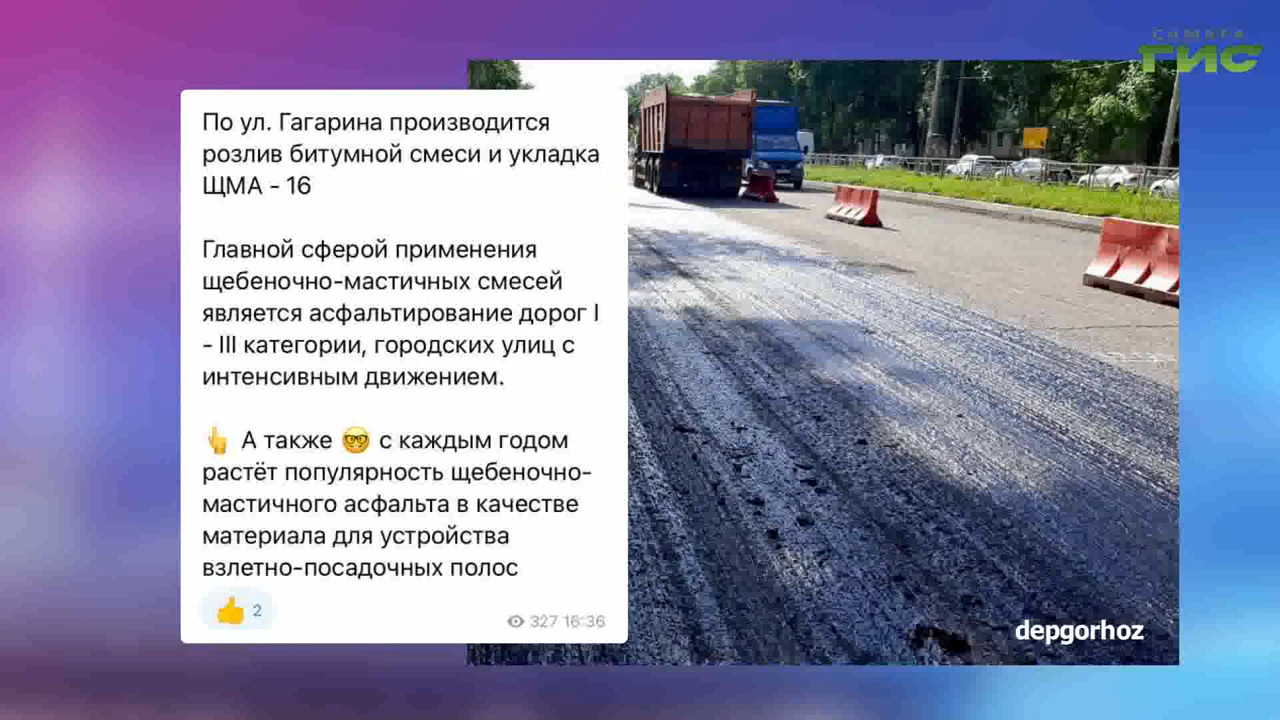 САМАРА
ГИС
По ул. Гагарина производится
розлив битумной смеси и укладка
ЩМА - 16
Главной сферой применения
щебеночно-мастичных смесей
является асфальтирование дорог I
- III категории, городских улиц с
интенсивным движением.
👆 А также 🤓 с каждым годом
растёт популярность щебеночно-
мастичного асфальта в качестве
материала для устройства
взлетно-посадочных полос
👍 2
327 16:36
depgorhoz